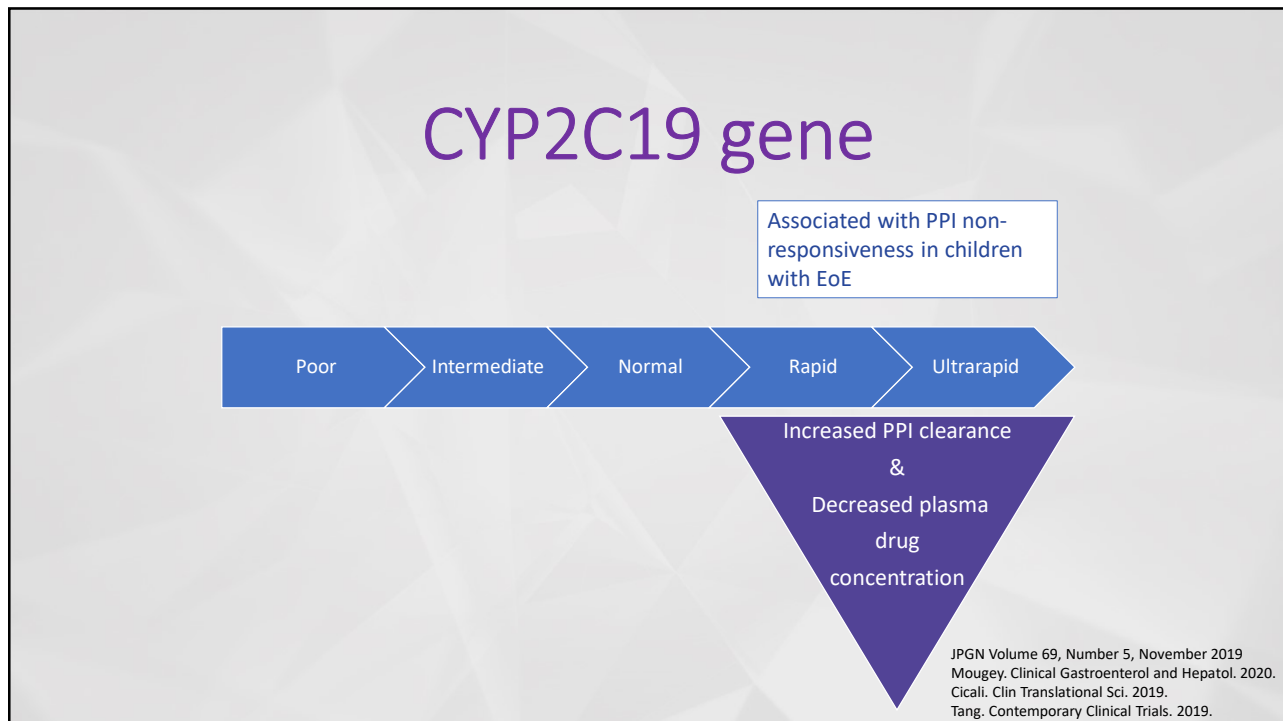 CYP2C19 gene
Associated with PPI non-
responsiveness in children
with EoE
Poor
Intermediate
Normal
Rapid
Ultrarapid
Increased PPI clearance
&
Decreased plasma
drug
concentration
JPGN Volume 69, Number 5, November 2019
Mougey. Clinical Gastroenterol and Hepatol. 2020.
Cicali. Clin Translational Sci. 2019.
Tang. Contemporary Clinical Trials. 2019.